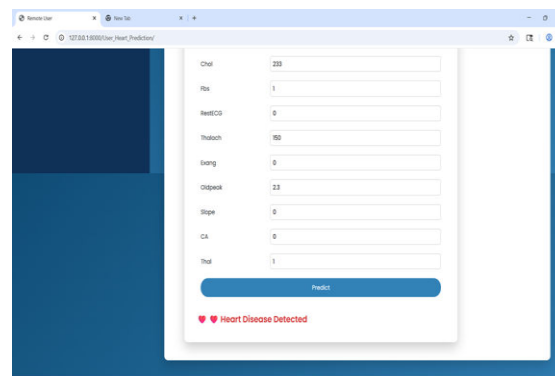 Remote User
New Tab
127.0.0.1:8000/User_Heart_Prediction/
Chol 233
Fbs 1
RestECG 0
Thalach 150
Exang 0
Oldpeak 2.3
Slope 0
CA 0
Thal 1
Predict
Heart Disease Detected